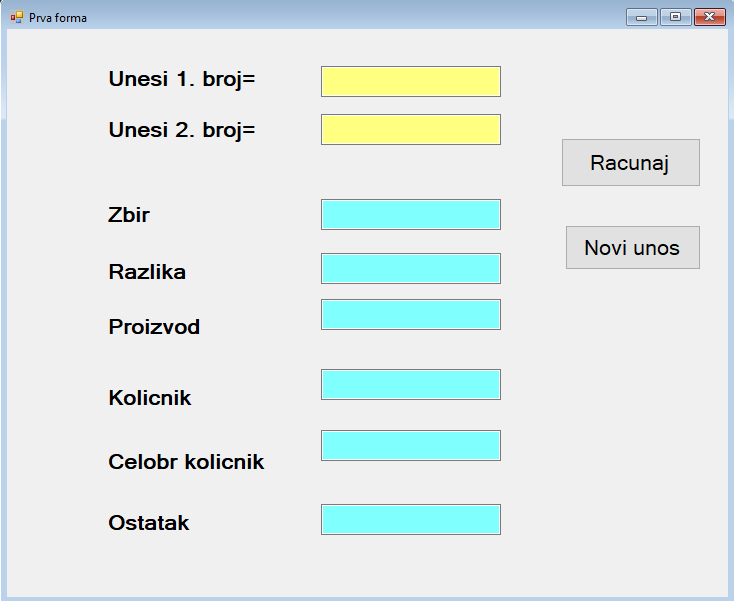 Prva forma
Unesi 1. broj=
Unesi 2. broj=
Racunaj
Zbir
Novi unos
Razlika
Proizvod
Kolicnik
Celobr kolicnik
Ostatak